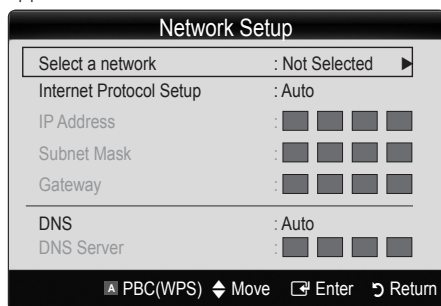 Network Setup
Select a network : Not Selected ▶
Internet Protocol Setup : Auto
IP Address :
Subnet Mask :
Gateway :
DNS : Auto
DNS Server :
A PBC(WPS) Move Enter Return